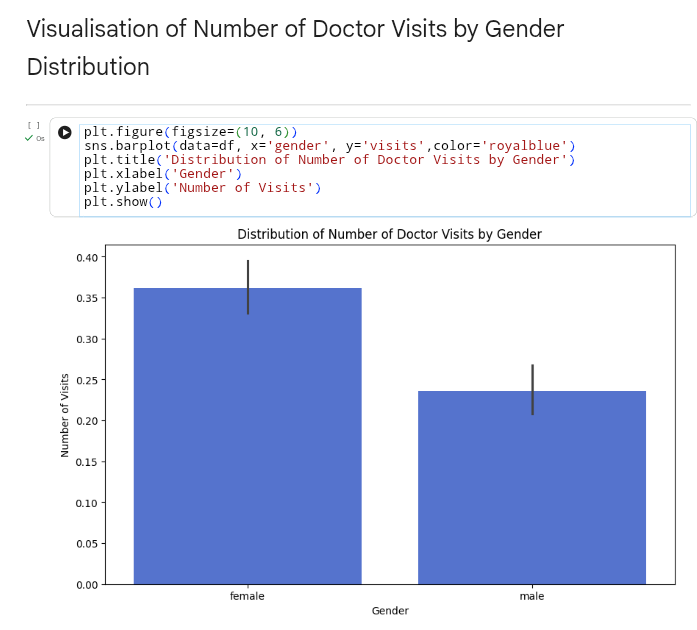 Visualisation of Number of Doctor Visits by Gender
Distribution
[ ]
0s
plt.figure(figsize=(10, 6))
sns.barplot(data=df, x='gender', y='visits',color='royalblue')
plt.title('Distribution of Number of Doctor Visits by Gender')
plt.xlabel('Gender')
plt.ylabel('Number of Visits')
plt.show()
Distribution of Number of Doctor Visits by Gender
0.40
0.35
0.30
0.25
0.20
0.15
0.10
0.05
0.00
Number of Visits
female male
Gender